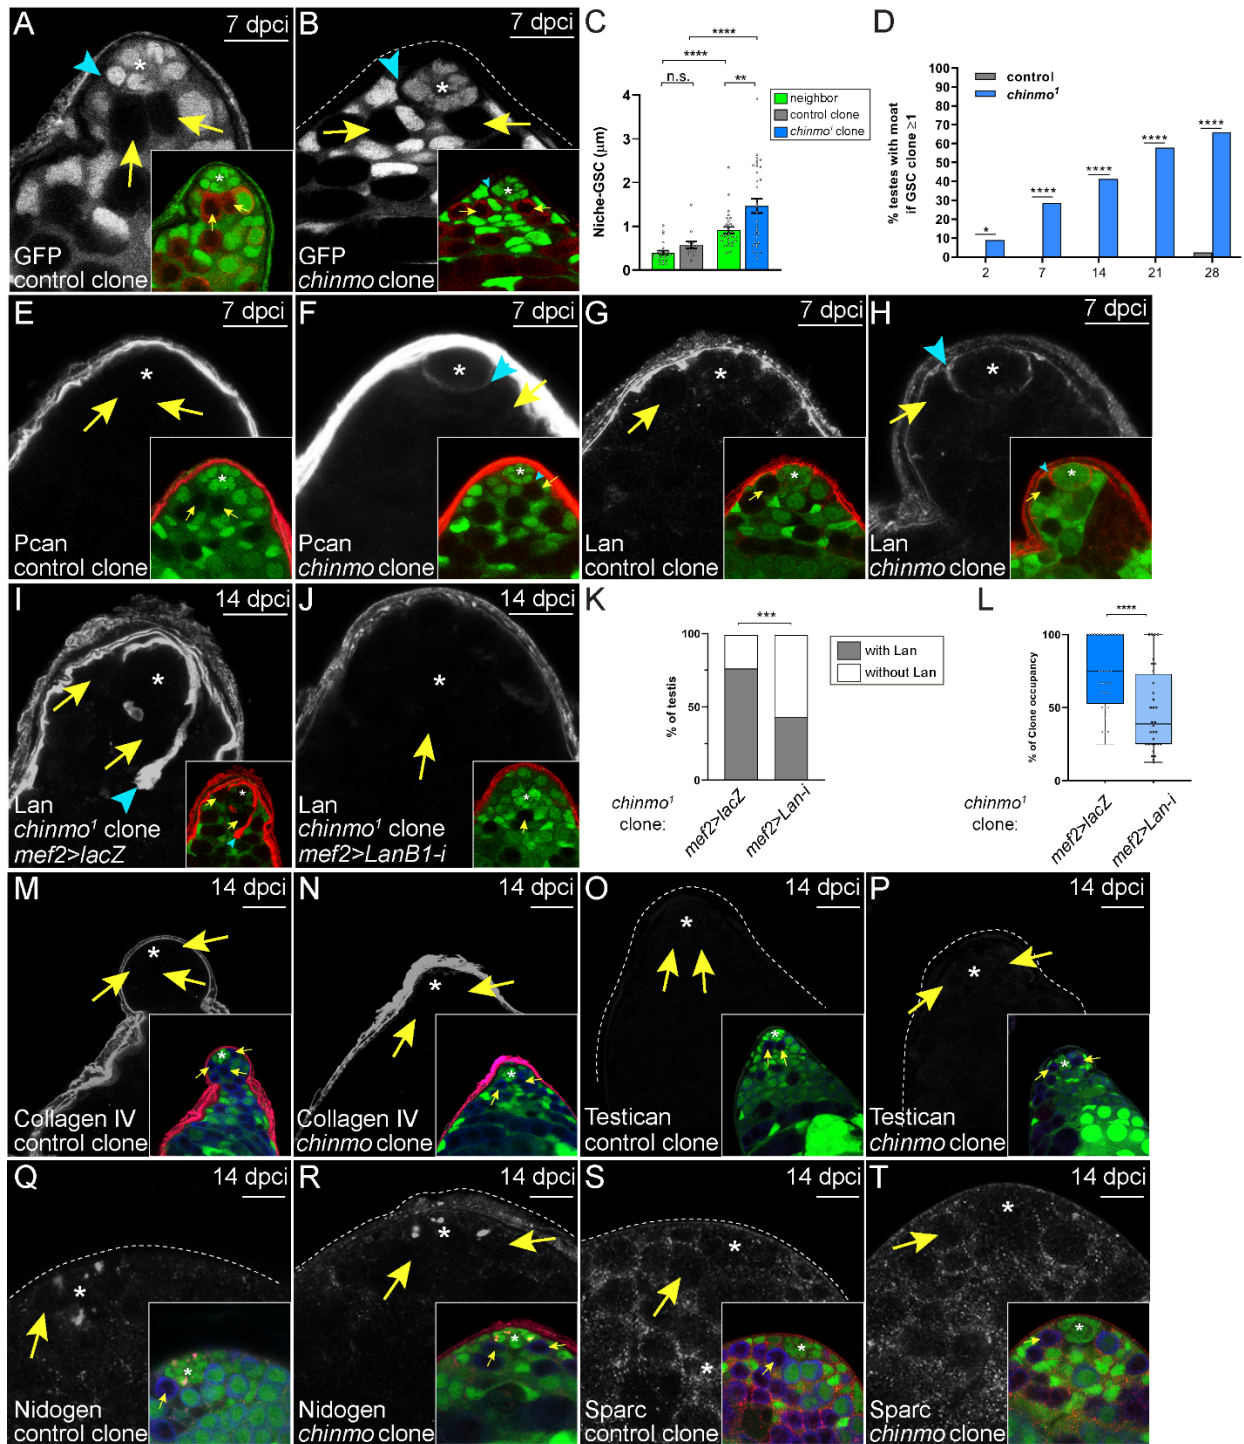 A
7 dpci
*
GFP
control clone
*
B
7 dpci
*
GFP
chinmo clone
*
C
****
****
n.s.
**
4
3
2
1
0
Niche-GSC (µm)
neighbor
control clone
chinmo¹ clone
D
control
chinmo¹
100
90
80
70
60
50
40
30
20
10
0
% testes with moat
if GSC clone ≥1
*
****
****
****
****
2
7
14
21
28
E
7 dpci
*
Pcan
control clone
*
F
7 dpci
*
Pcan
chinmo clone
*
G
7 dpci
*
Lan
control clone
*
H
7 dpci
*
Lan
chinmo clone
*
I
14 dpci
*
Lan
chinmo¹ clone
mef2>lacZ
*
J
14 dpci
*
Lan
chinmo¹ clone
mef2>LanB1-i
*
K
***
100
50
0
% of testis
with Lan
without Lan
chinmo¹
clone:
mef2>lacZ
mef2>Lan-i
L
****
100
50
0
% of Clone occupancy
chinmo¹
clone:
mef2>lacZ
mef2>Lan-i
M
14 dpci
*
Collagen IV
control clone
*
N
14 dpci
*
Collagen IV
chinmo clone
*
O
14 dpci
*
Testican
control clone
*
P
14 dpci
*
Testican
chinmo clone
*
Q
14 dpci
*
Nidogen
control clone
*
R
14 dpci
*
Nidogen
chinmo clone
*
S
14 dpci
*
*
Sparc
control clone
*
T
14 dpci
*
Sparc
chinmo clone
*